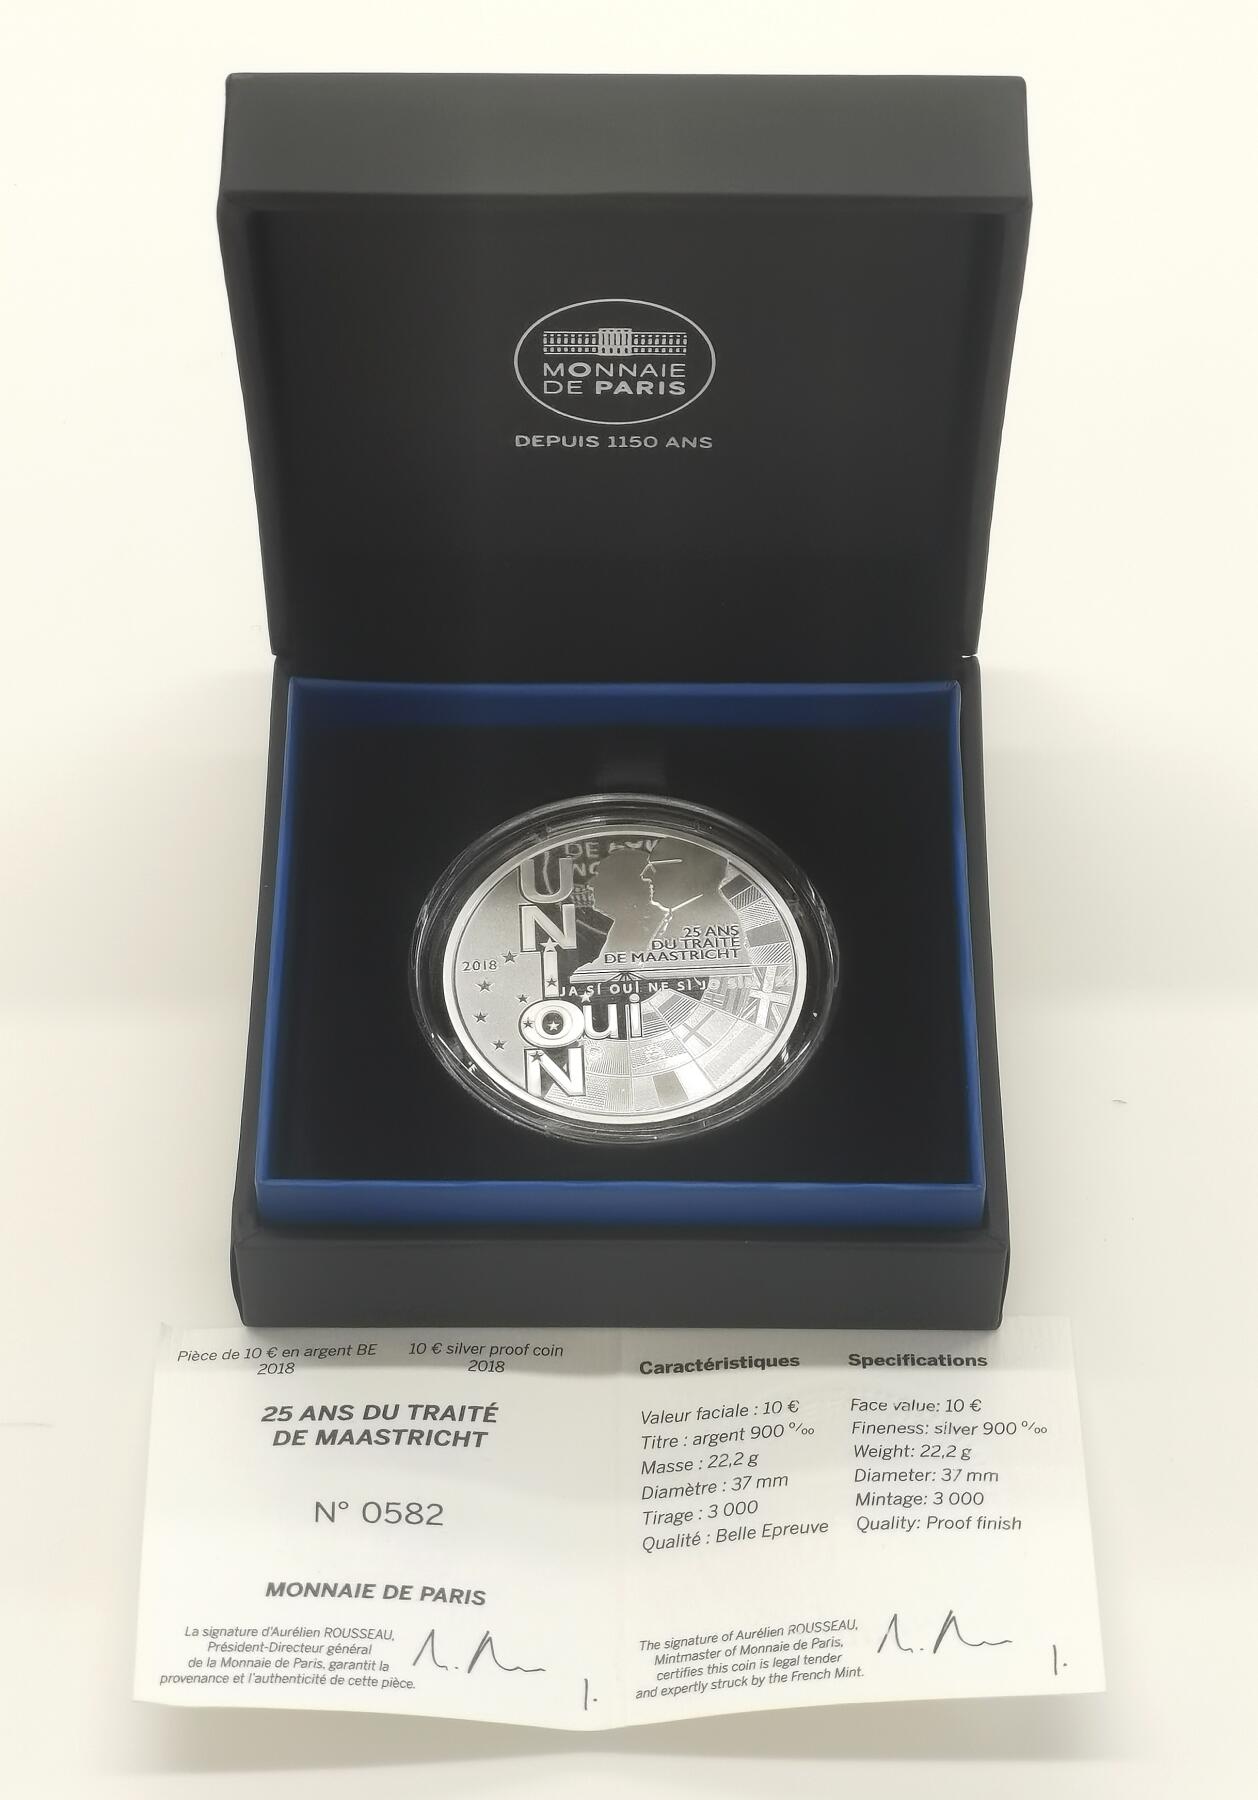 MONNAIE
DE PARIS
DEPUIS 1150 ANS
UNION
Oui
2018
25 ANS
DU TRAITÉ
DE MAASTRICHT
JA SÍ OUI NE SÌ JO
Pièce de 10 € en argent BE
2018
10 € silver proof coin
2018
25 ANS DU TRAITÉ
DE MAASTRICHT
N° 0582
MONNAIE DE PARIS
La signature d'Aurélien ROUSSEAU,
Président-Directeur général
de la Monnaie de Paris, garantit la
provenance et l'authenticité de cette pièce.
Caractéristiques
Valeur faciale : 10 €
Titre : argent 900 ‰
Masse : 22,2 g
Diamètre : 37 mm
Tirage : 3 000
Qualité : Belle Epreuve
Specifications
Face value: 10 €
Fineness: silver 900 ‰
Weight: 22,2 g
Diameter: 37 mm
Mintage: 3 000
Quality: Proof finish
The signature of Aurélien ROUSSEAU,
Mintmaster of Monnaie de Paris,
certifies this coin is legal tender
and expertly struck by the French Mint.